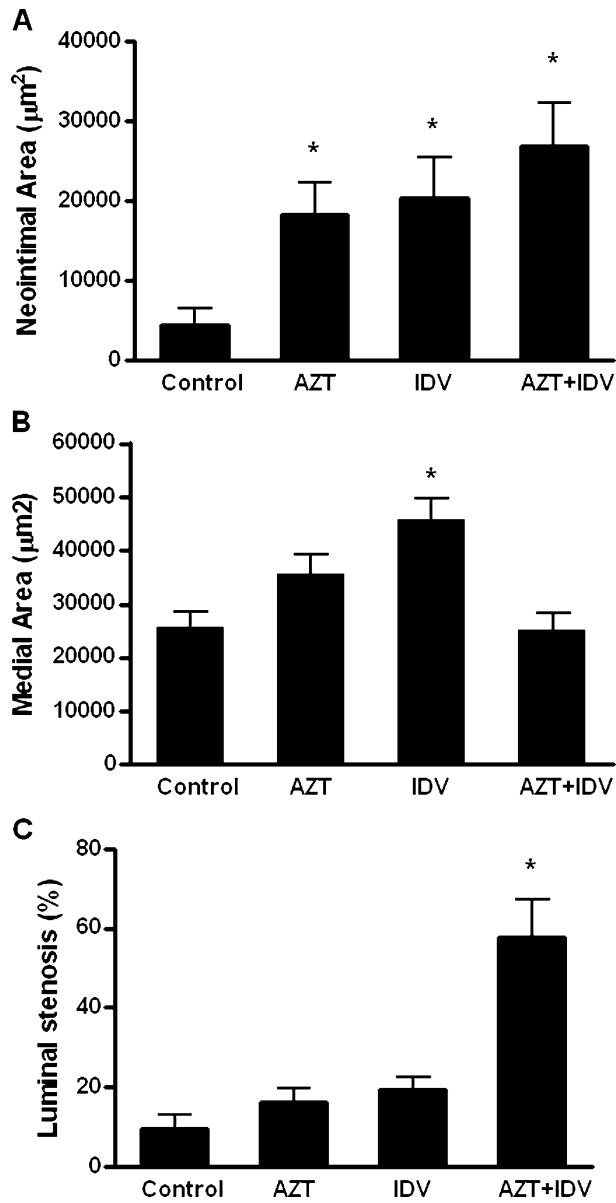 A
Neointimal Area (μm²)
40000
30000
20000
10000
0
*
*
*
Control AZT IDV AZT+IDV
B
Medial Area (μm2)
60000
50000
40000
30000
20000
10000
0
*
Control AZT IDV AZT+IDV
C
Luminal stenosis (%)
80
60
40
20
0
*
Control AZT IDV AZT+IDV